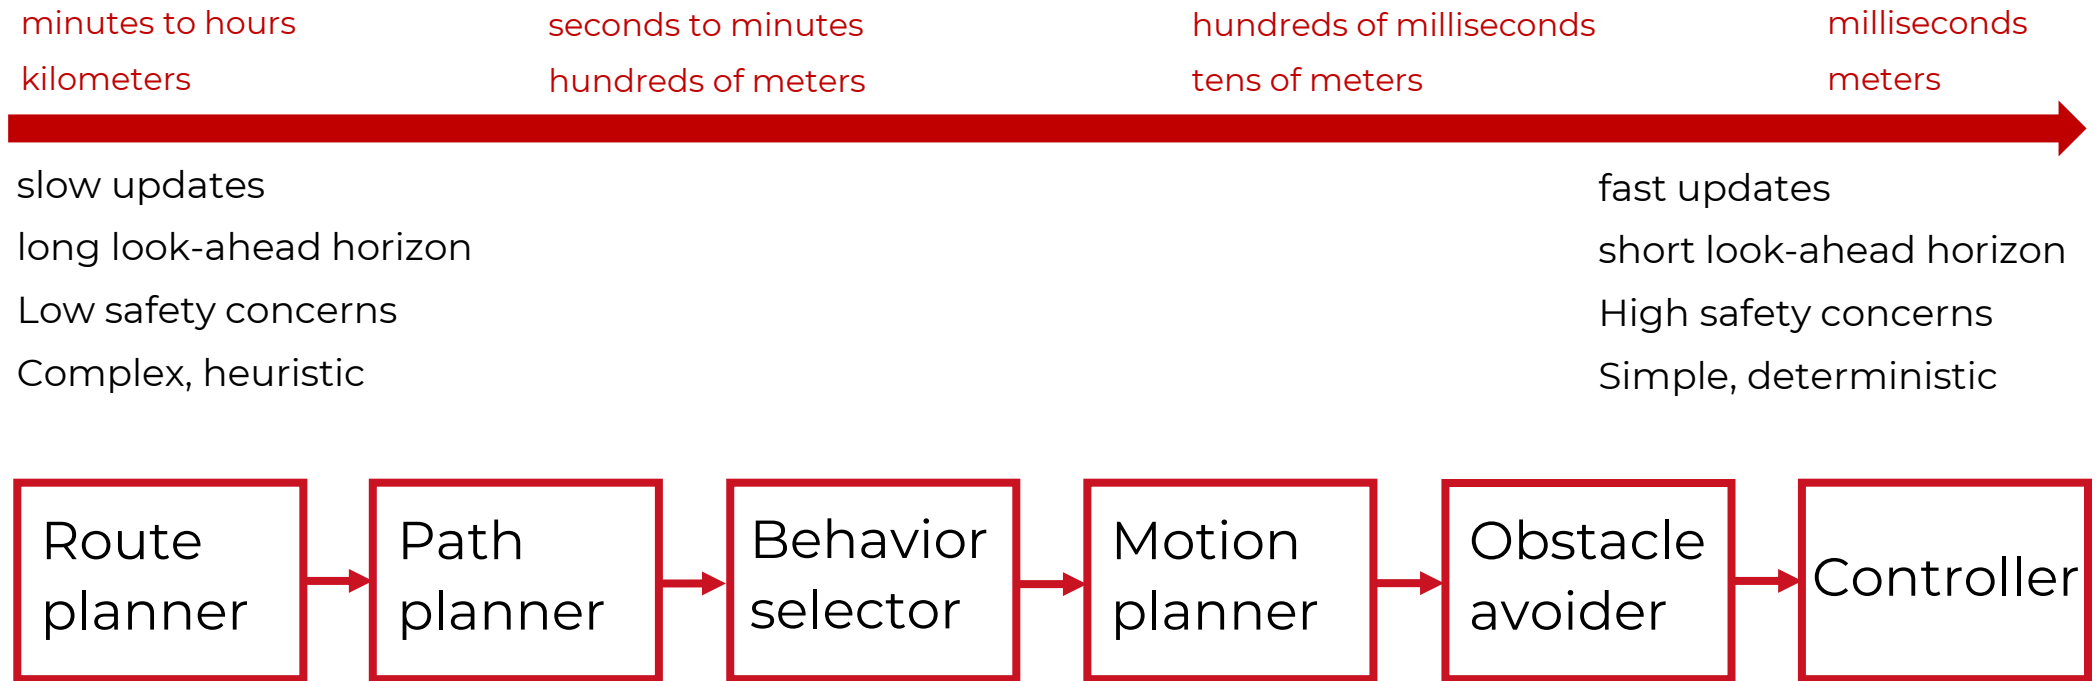 minutes to hours
kilometers
seconds to minutes
hundreds of meters
hundreds of milliseconds
tens of meters
milliseconds
meters
slow updates
long look-ahead horizon
Low safety concerns
Complex, heuristic
fast updates
short look-ahead horizon
High safety concerns
Simple, deterministic
Route
planner
Path
planner
Behavior
selector
Motion
planner
Obstacle
avoider
Controller